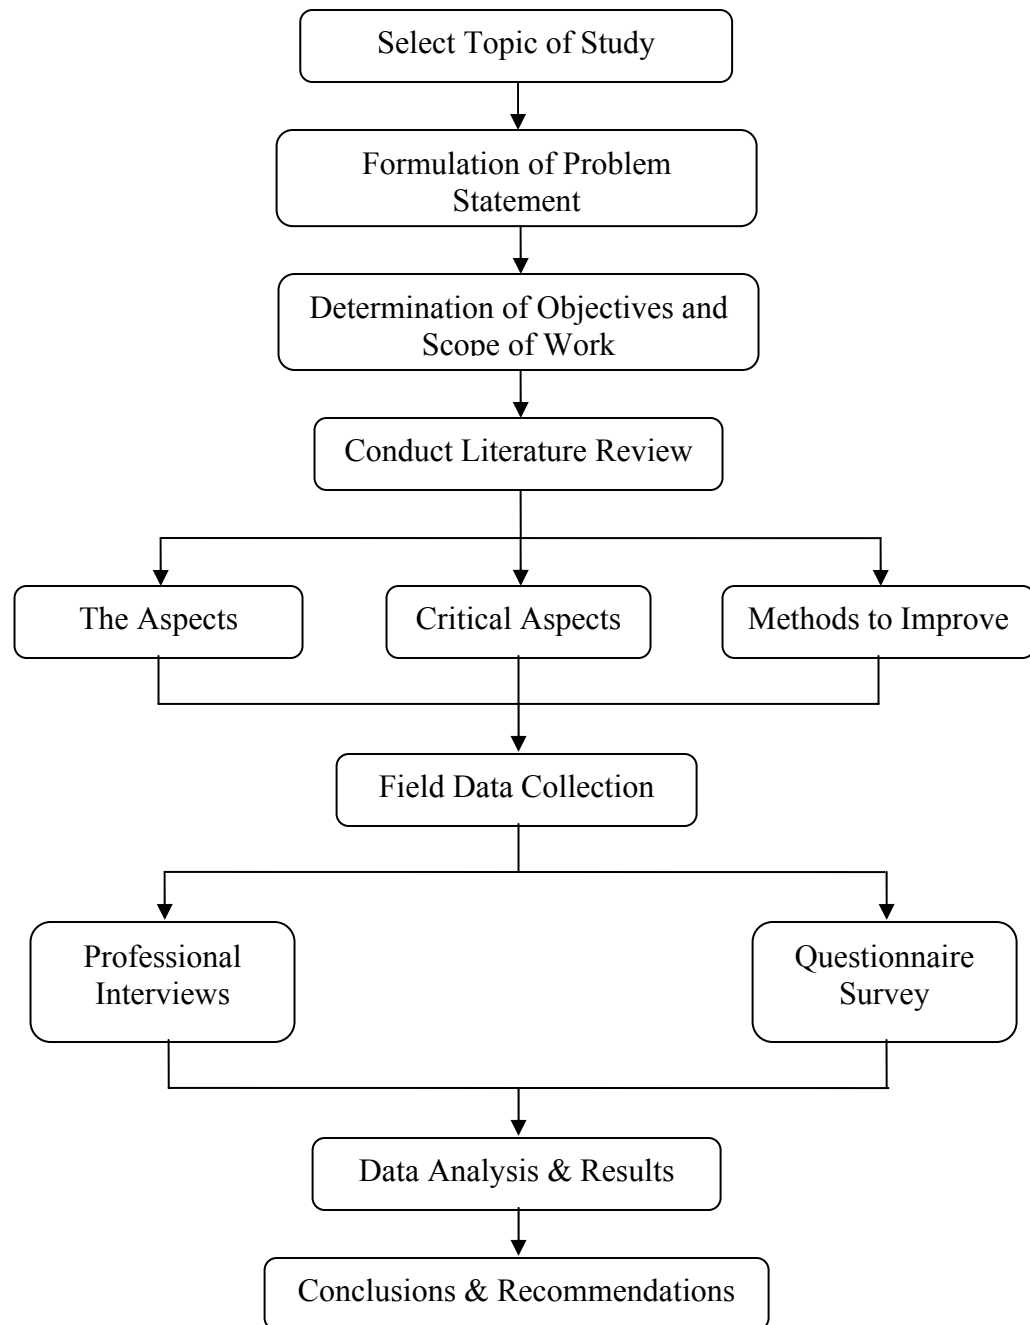 Select Topic of Study
Formulation of Problem
Statement
Determination of Objectives and
Scope of Work
Conduct Literature Review
The Aspects
Critical Aspects
Methods to Improve
Field Data Collection
Professional
Interviews
Questionnaire
Survey
Data Analysis & Results
Conclusions & Recommendations